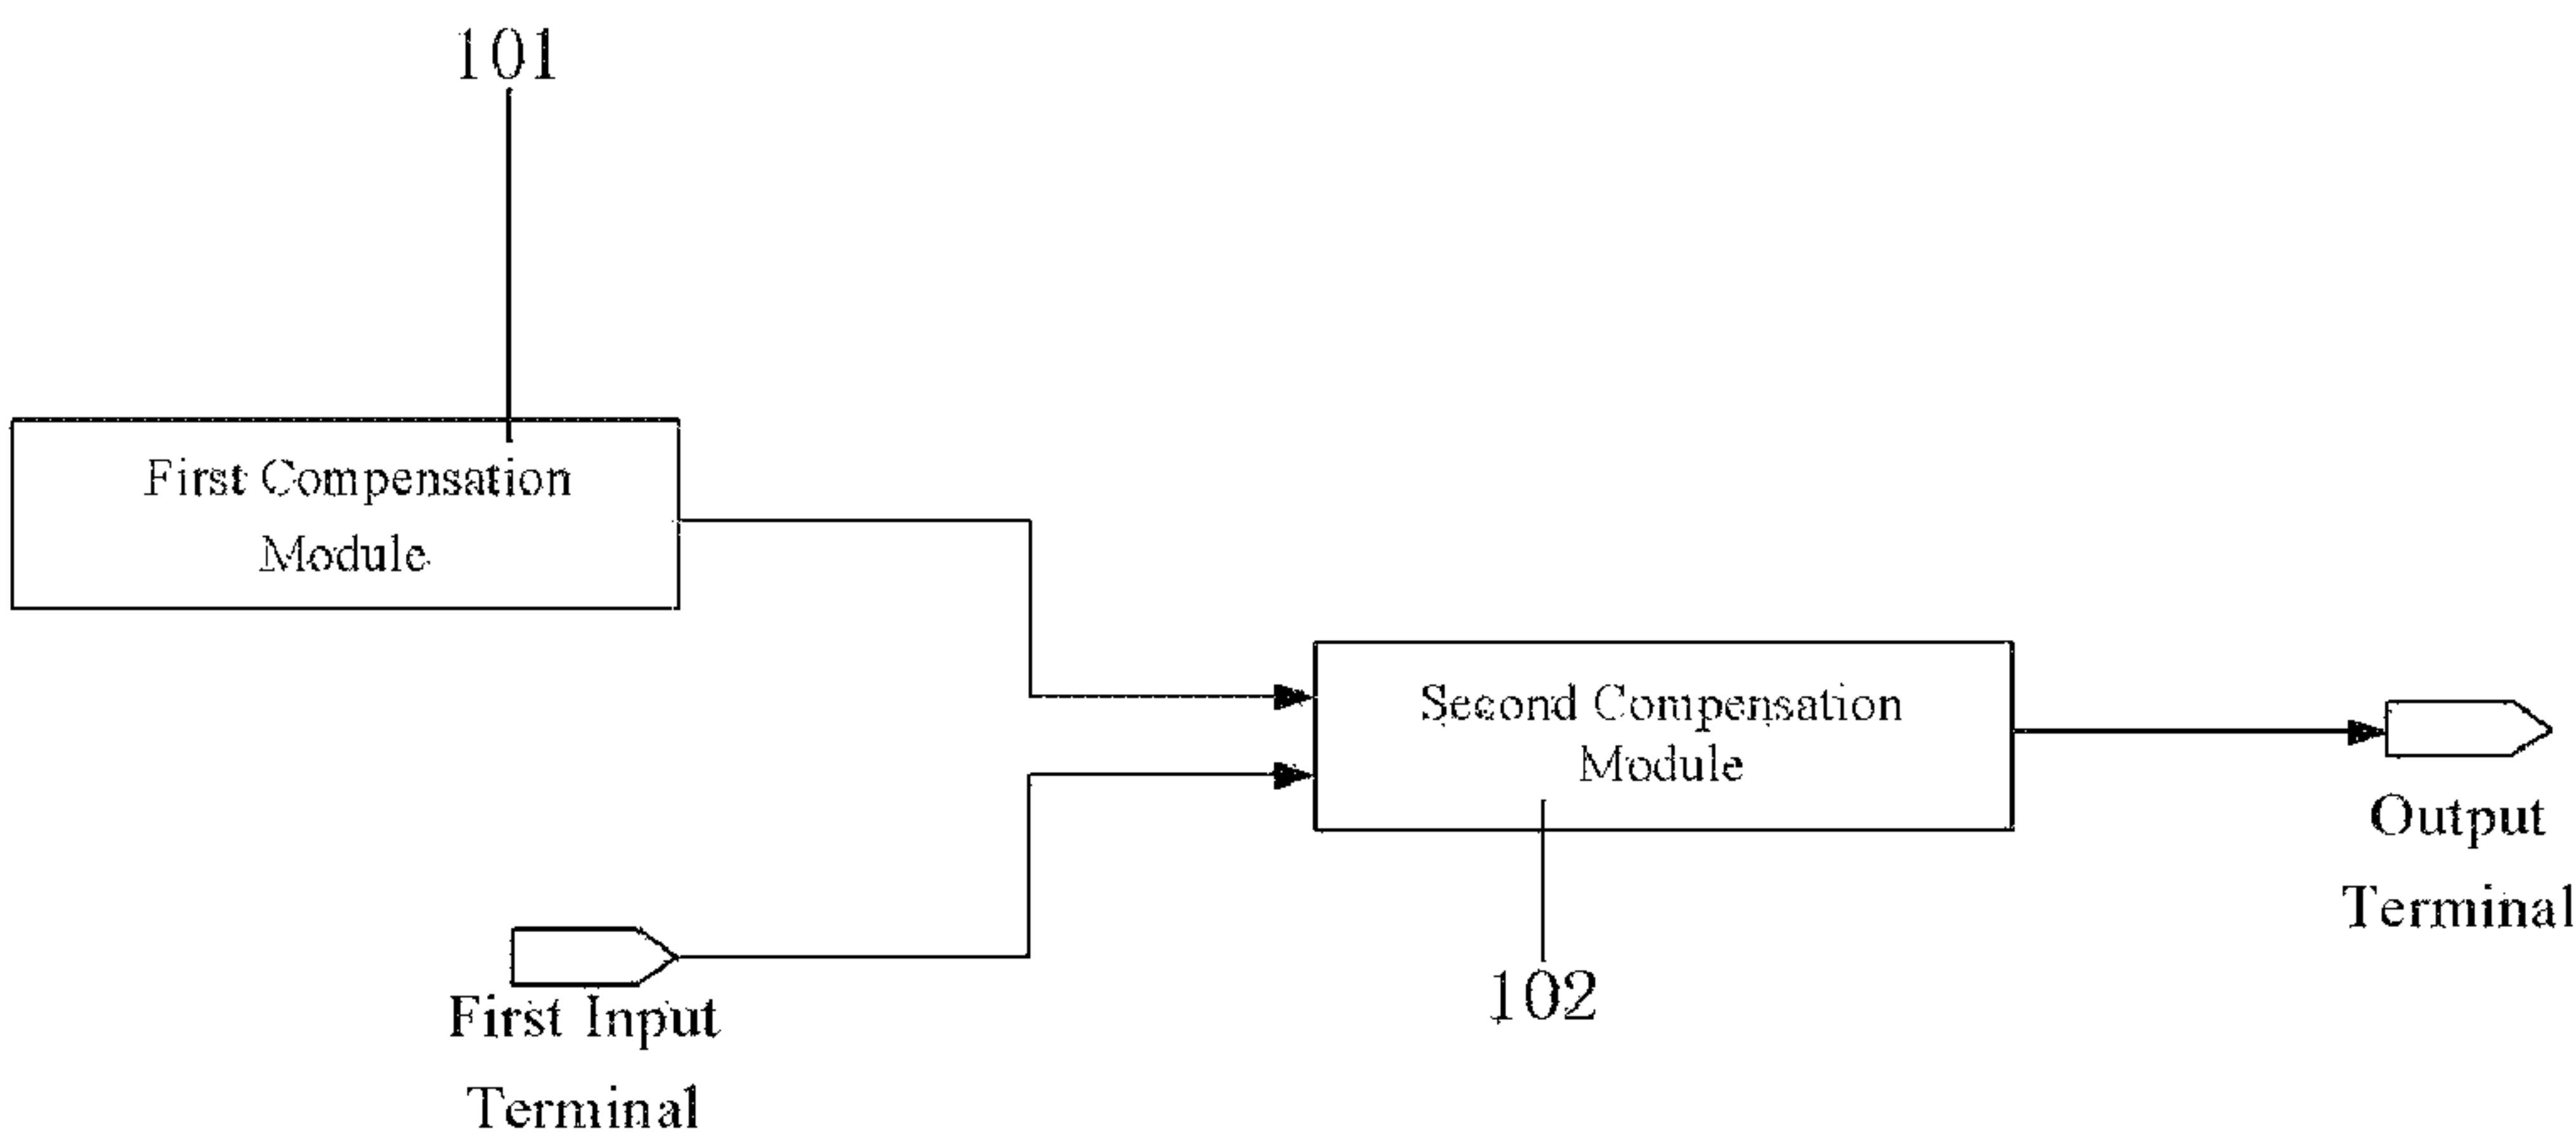 101
First Compensation
Module
Second Compensation
Module
Output
Terminal
102
First Input
Terminal